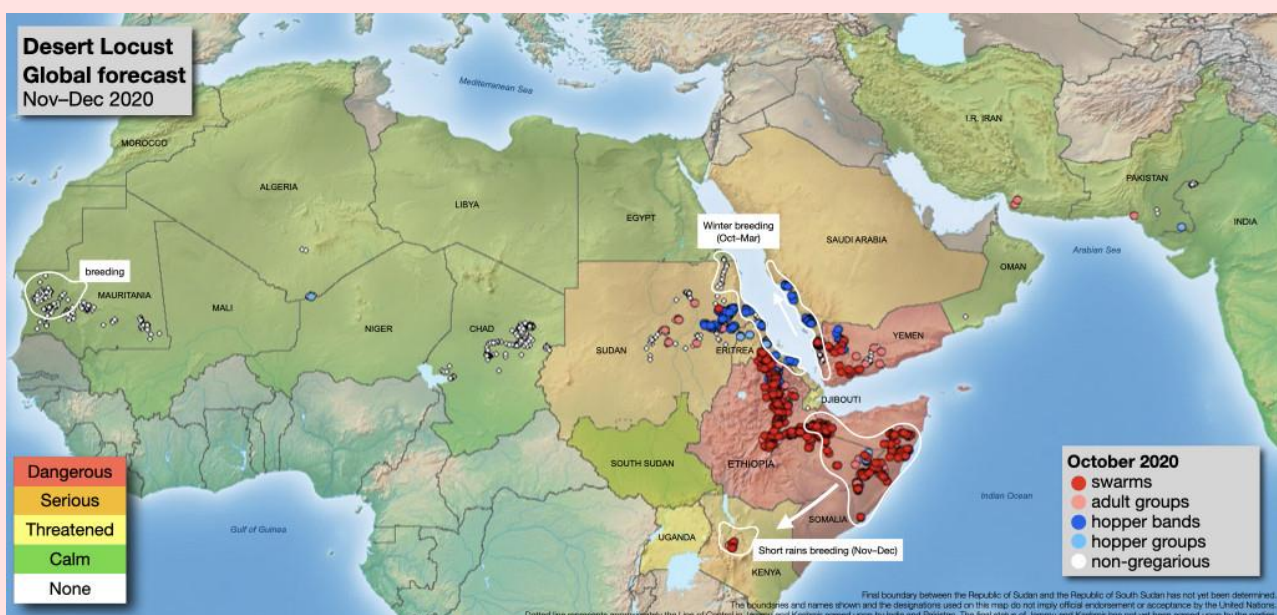 Desert Locust
Global forecast
Nov–Dec 2020
Mediterranean Sea
MOROCCO
ALGERIA
LIBYA
EGYPT
I.R. IRAN
PAKISTAN
INDIA
Winter breeding
(Oct–Mar)
SAUDI ARABIA
Arabian Sea
OMAN
breeding
MAURITANIA
MALI
NIGER
CHAD
SUDAN
ERITREA
YEMEN
DJIBOUTI
SOUTH SUDAN
ETHIOPIA
SOMALIA
Indian Ocean
Gulf of Guinea
UGANDA
KENYA
Short rains breeding (Nov–Dec)
Dangerous
Serious
Threatened
Calm
None
October 2020
swarms
adult groups
hopper bands
hopper groups
non-gregarious
Final boundary between the Republic of Sudan and the Republic of South Sudan has not yet been determined.
The boundaries and names shown and the designations used on this map do not imply official endorsement or acceptance by the United Nations.